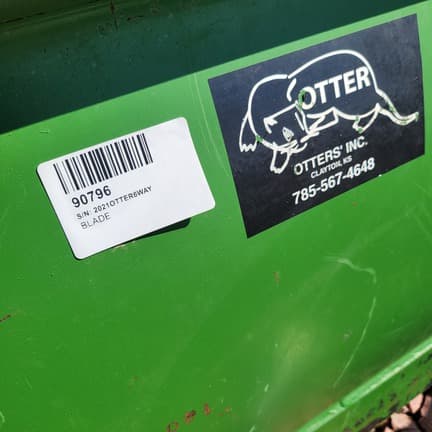 90796
S/N: 2021OTTER6WAY
BLADE
OTTER
OTTERS' INC.
CLAYTON, KS
785-567-4648